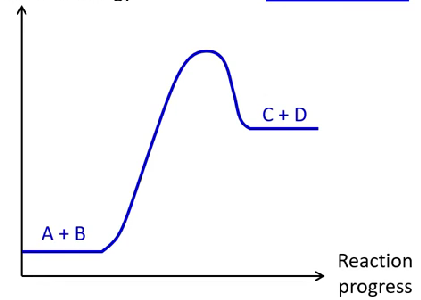 C + D
A + B
Reaction
progress